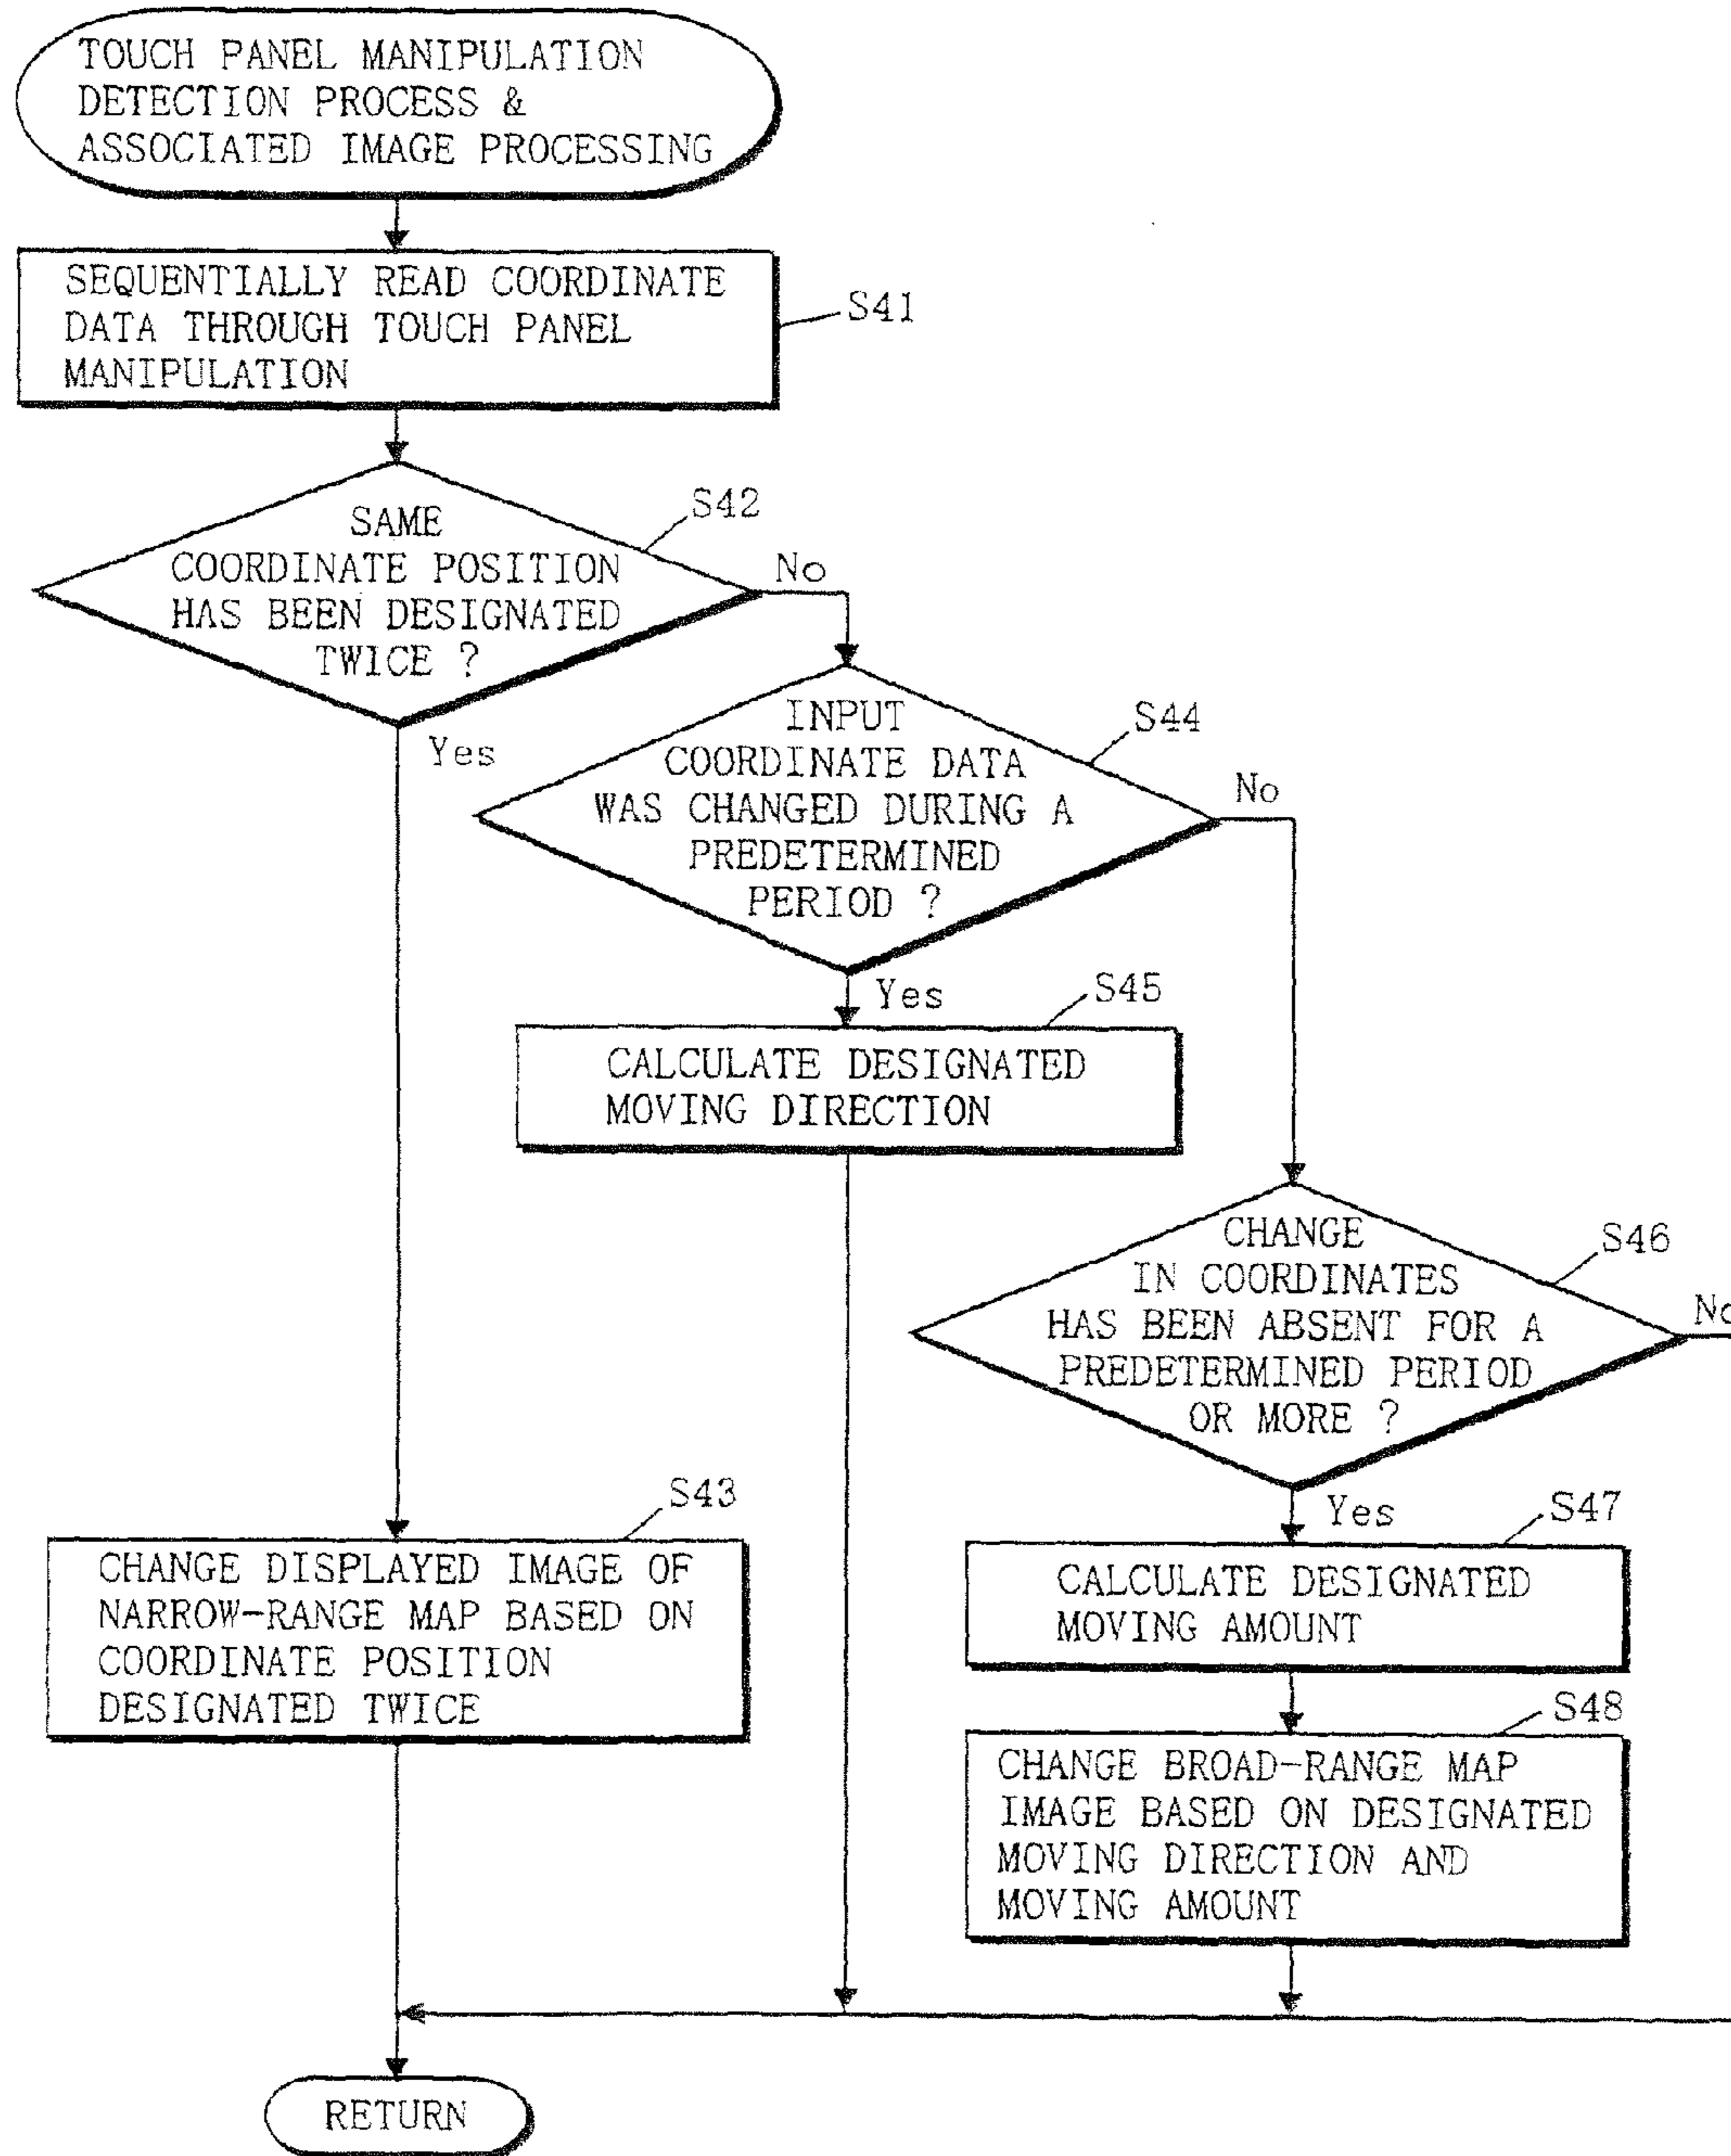 TOUCH PANEL MANIPULATION
DETECTION PROCESS &
ASSOCIATED IMAGE PROCESSING
SEQUENTIALLY READ COORDINATE
DATA THROUGH TOUCH PANEL
MANIPULATION
S41
S42
SAME
COORDINATE POSITION
HAS BEEN DESIGNATED
TWICE ?
No
Yes
S44
INPUT
COORDINATE DATA
WAS CHANGED DURING A
PREDETERMINED
PERIOD ?
No
Yes
S45
CALCULATE DESIGNATED
MOVING DIRECTION
S46
CHANGE
IN COORDINATES
HAS BEEN ABSENT FOR A
PREDETERMINED PERIOD
OR MORE ?
No
Yes
S43
CHANGE DISPLAYED IMAGE OF
NARROW-RANGE MAP BASED ON
COORDINATE POSITION
DESIGNATED TWICE
S47
CALCULATE DESIGNATED
MOVING AMOUNT
S48
CHANGE BROAD-RANGE MAP
IMAGE BASED ON DESIGNATED
MOVING DIRECTION AND
MOVING AMOUNT
RETURN